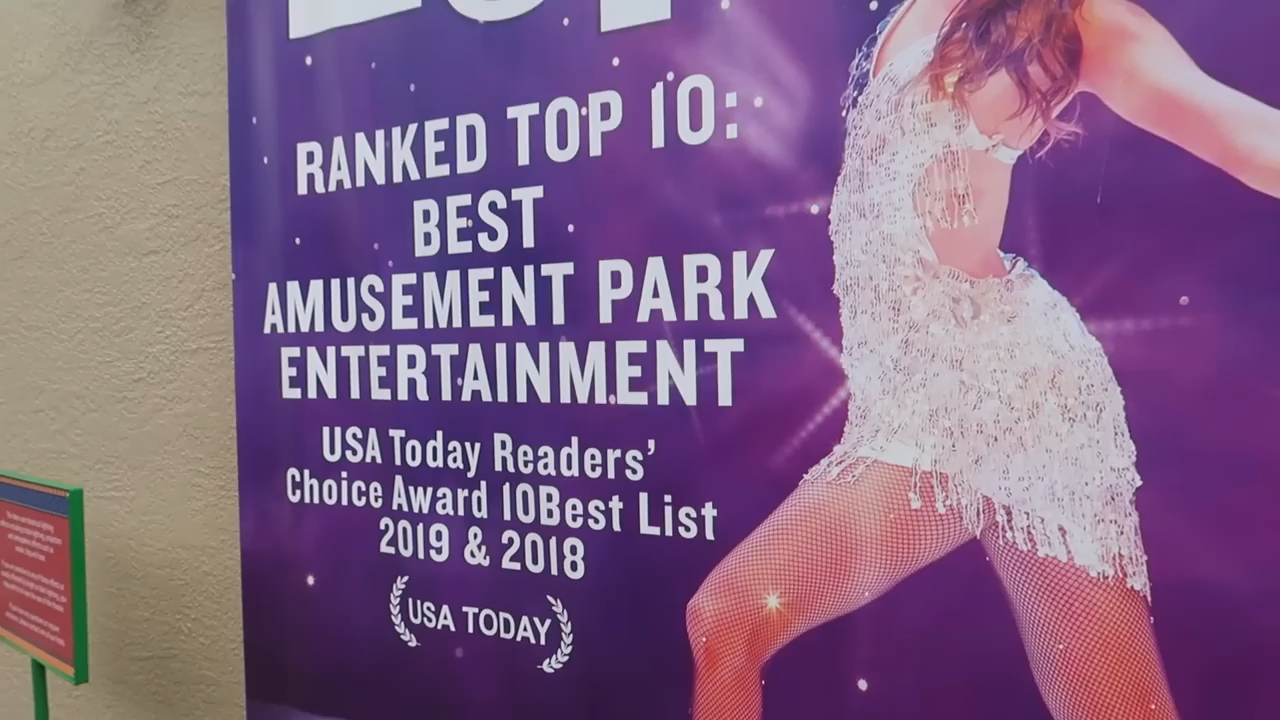 RANKED TOP 10:
BEST
AMUSEMENT PARK
ENTERTAINMENT
USA Today Readers'
Choice Award 10Best List
2019 & 2018
USA TODAY